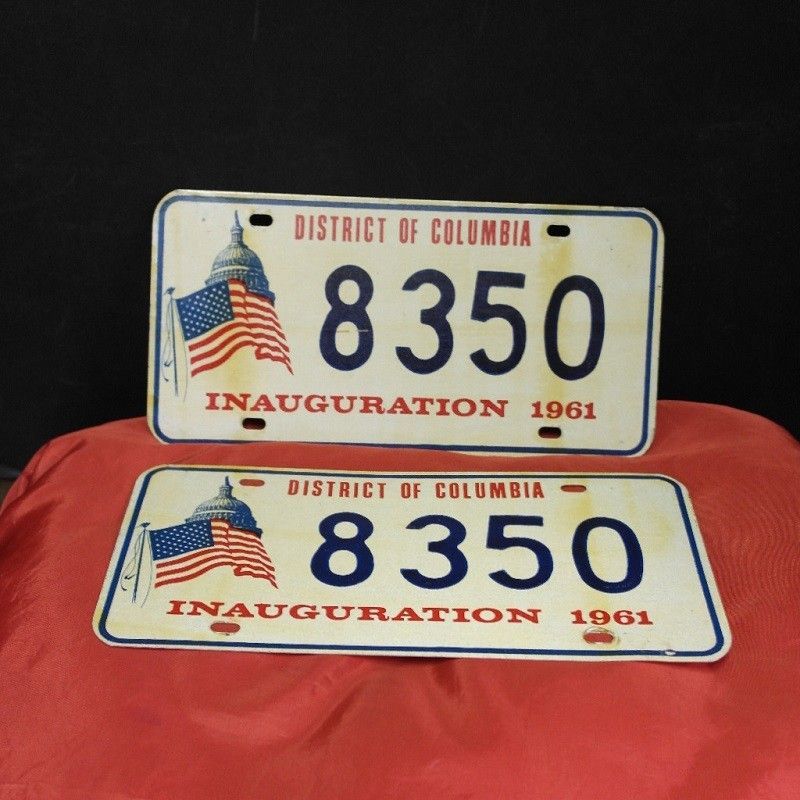 DISTRICT OF COLUMBIA
8350
INAUGURATION 1961
DISTRICT OF COLUMBIA
8350
INAUGURATION 1961